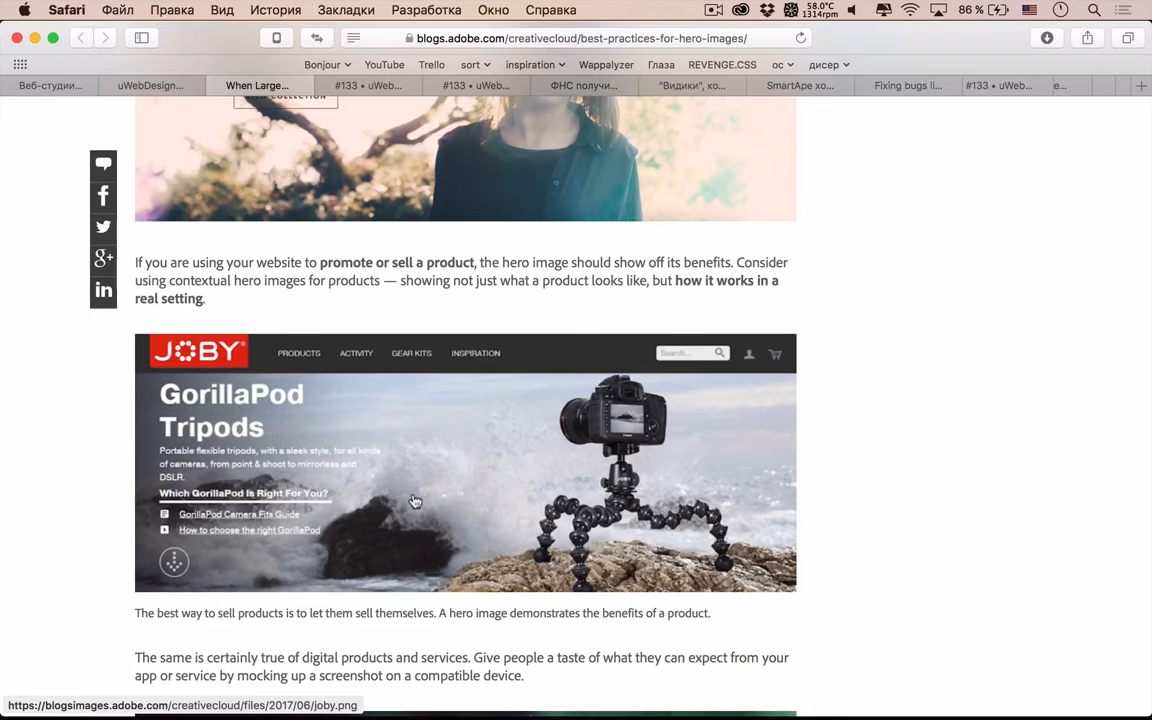 Safari Файл Правка Вид История Закладки Разработка Окно Справка 58.0°C 1314rpm 86 %
blogs.adobe.com/creativecloud/best-practices-for-hero-images/
Bonjour YouTube Trello sort inspiration Wappalyzer Глаза REVENGE.CSS ос дисер
Веб-студии... uWebDesign... When Large... #133 • uWeb... #133 • uWeb... ФНС получи... "Видики", ко... SmartApe хо... Fixing bugs li... #133 • uWeb... е...
If you are using your website to promote or sell a product, the hero image should show off its benefits. Consider
using contextual hero images for products — showing not just what a product looks like, but how it works in a
real setting.
JOBY® PRODUCTS ACTIVITY GEAR KITS INSPIRATION Search...
GorillaPod
Tripods
Portable flexible tripods, with a sleek style, for all kinds
of cameras, from point & shoot to mirrorless and
DSLR.
Which GorillaPod Is Right For You?
GorillaPod Camera Fits Guide
How to choose the right GorillaPod
The best way to sell products is to let them sell themselves. A hero image demonstrates the benefits of a product.
The same is certainly true of digital products and services. Give people a taste of what they can expect from your
app or service by mocking up a screenshot on a compatible device.
https://blogsimages.adobe.com/creativecloud/files/2017/06/joby.png